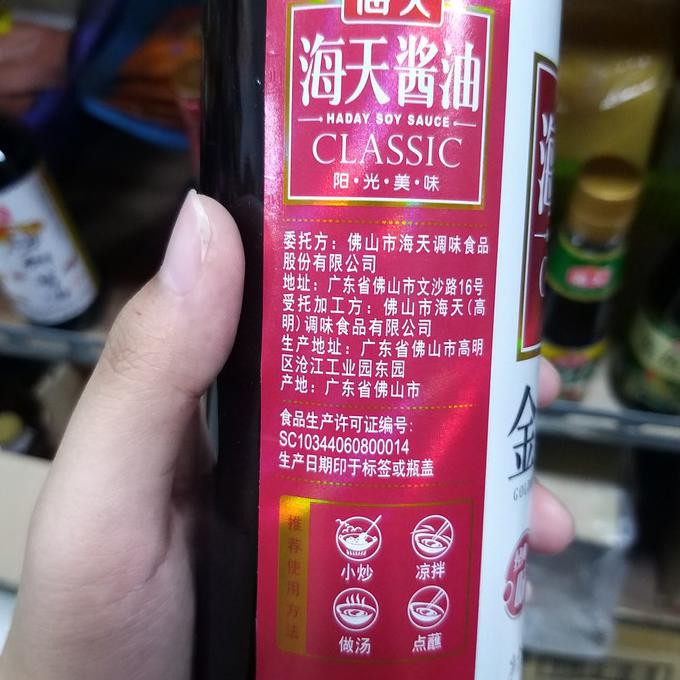 海天
海天酱油
HADAY SOY SAUCE
CLASSIC
阳·光·美·味
委托方：佛山市海天调味食品
股份有限公司
地址：广东省佛山市文沙路16号
受托加工方：佛山市海天(高
明)调味食品有限公司
生产地址：广东省佛山市高明
区沧江工业园东园
产地：广东省佛山市
食品生产许可证编号：
SC10344060800014
生产日期印于标签或瓶盖
推荐使用方法
小炒 凉拌
做汤 点蘸
金